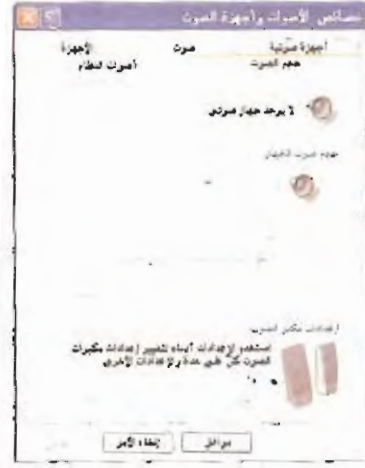 خصائص الأصوات وأجهزة الصوت
أجهزة صوتية صوت الأجهزة
حجم الصوت أصوات النظام
لا يوجد جهاز صوتي
حجم صوت الجهاز
إعدادات مكبر الصوت
استخدم الإعدادات أدناه لتغيير إعدادات مكبرات
الصوت كل على حدة والإعدادات الأخرى
موافق إلغاء الأمر